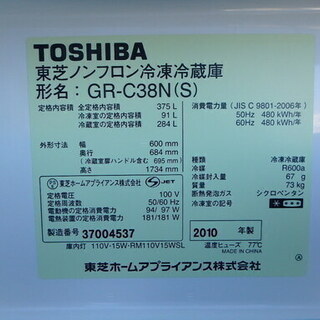 TOSHIBA
東芝ノンフロン冷凍冷蔵庫
形名： GR-C38N(S)
定格内容積 全定格内容積 375 L
冷凍室の容積 91 L
冷蔵室の容積 284 L
消費電力量 (JIS C 9801-2006年)
50Hz 480 kWh/年
60Hz 480 kWh/年
外形寸法 幅 600 mm
奥行 684 mm
(冷蔵室扉ハンドル含む 695 mm)
高さ 1734 mm
種類 冷凍冷蔵庫
冷媒 R600a
冷媒封入量 67 g
質量 73 kg
断熱発泡ガス シクロペンタン
冷凍室の記号
東芝ホームアプライアンス株式会社
JET
定格電圧 100 V
定格周波数 50/60 Hz
電動機の定格消費電力 94/ 97 W
電熱装置の定格消費電力 181/181 W
製造番号 37004537
2010 年製
MADE IN CHINA
庫内灯 110V-15W-RM110V15WSL
温度ヒューズ 77℃
東芝ホームアプライアンス株式会社